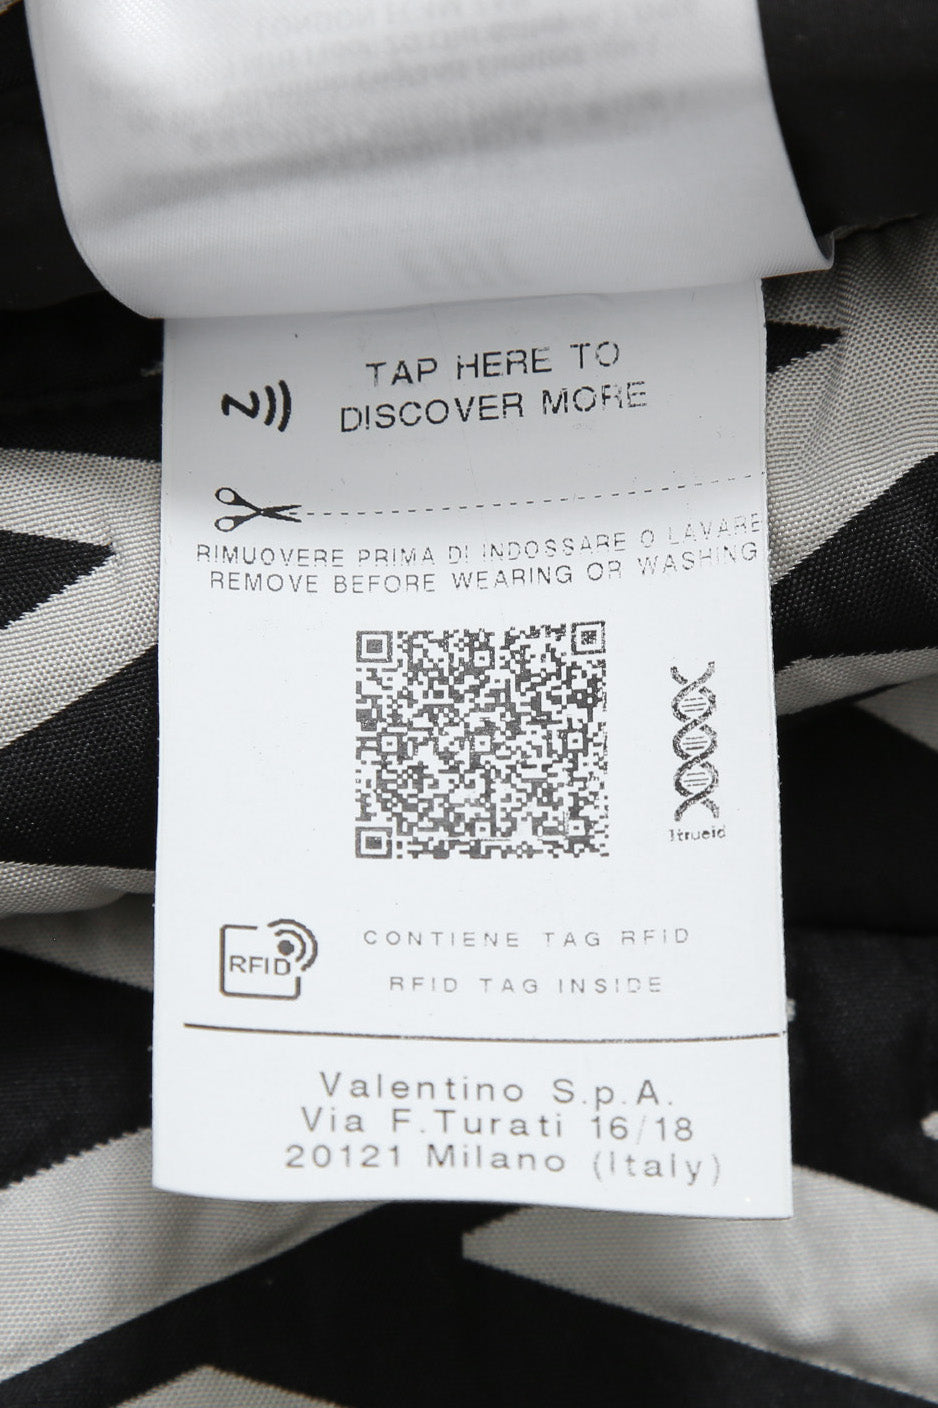 TAP HERE TO
DISCOVER MORE
RIMUOVERE PRIMA DI INDOSSARE O LAVARE
REMOVE BEFORE WEARING OR WASHING
1trueid
RFID
CONTIENE TAG RFID
RFID TAG INSIDE
Valentino S.p.A.
Via F.Turati 16/18
20121 Milano (Italy)